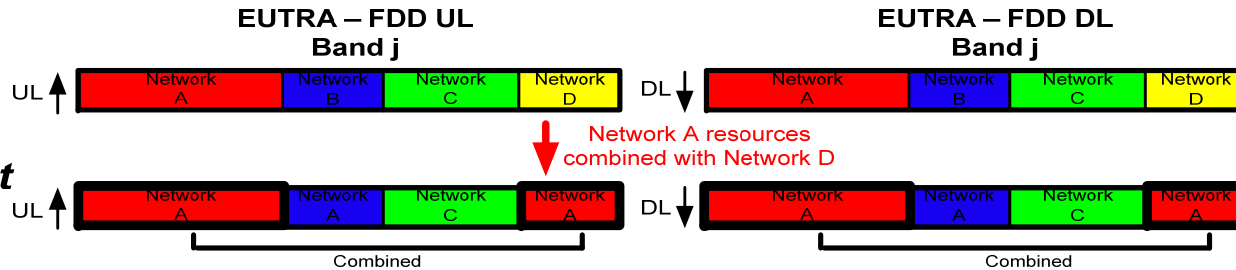 EUTRA – FDD UL
Band j
EUTRA – FDD DL
Band j
UL
Network A
Network B
Network C
Network D
DL
Network A
Network B
Network C
Network D
Network A resources
combined with Network D
t
UL
Network A
Network A
Network C
Network A
DL
Network A
Network A
Network C
Network A
Combined
Combined